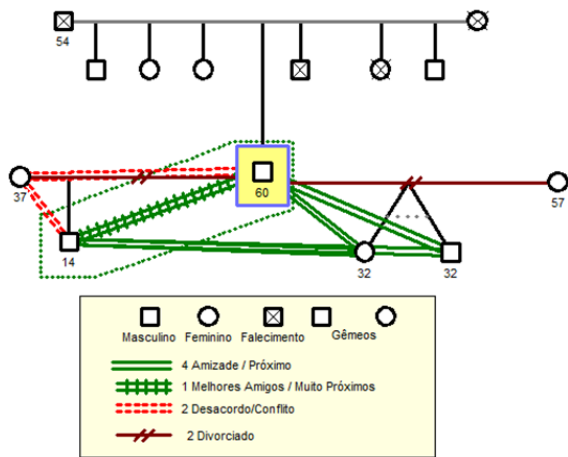 54
37
60
57
14
32
32
Masculino Feminino Falecimento Gêmeos
4 Amizade / Próximo
1 Melhores Amigos / Muito Próximos
2 Desacordo/Conflito
2 Divorciado